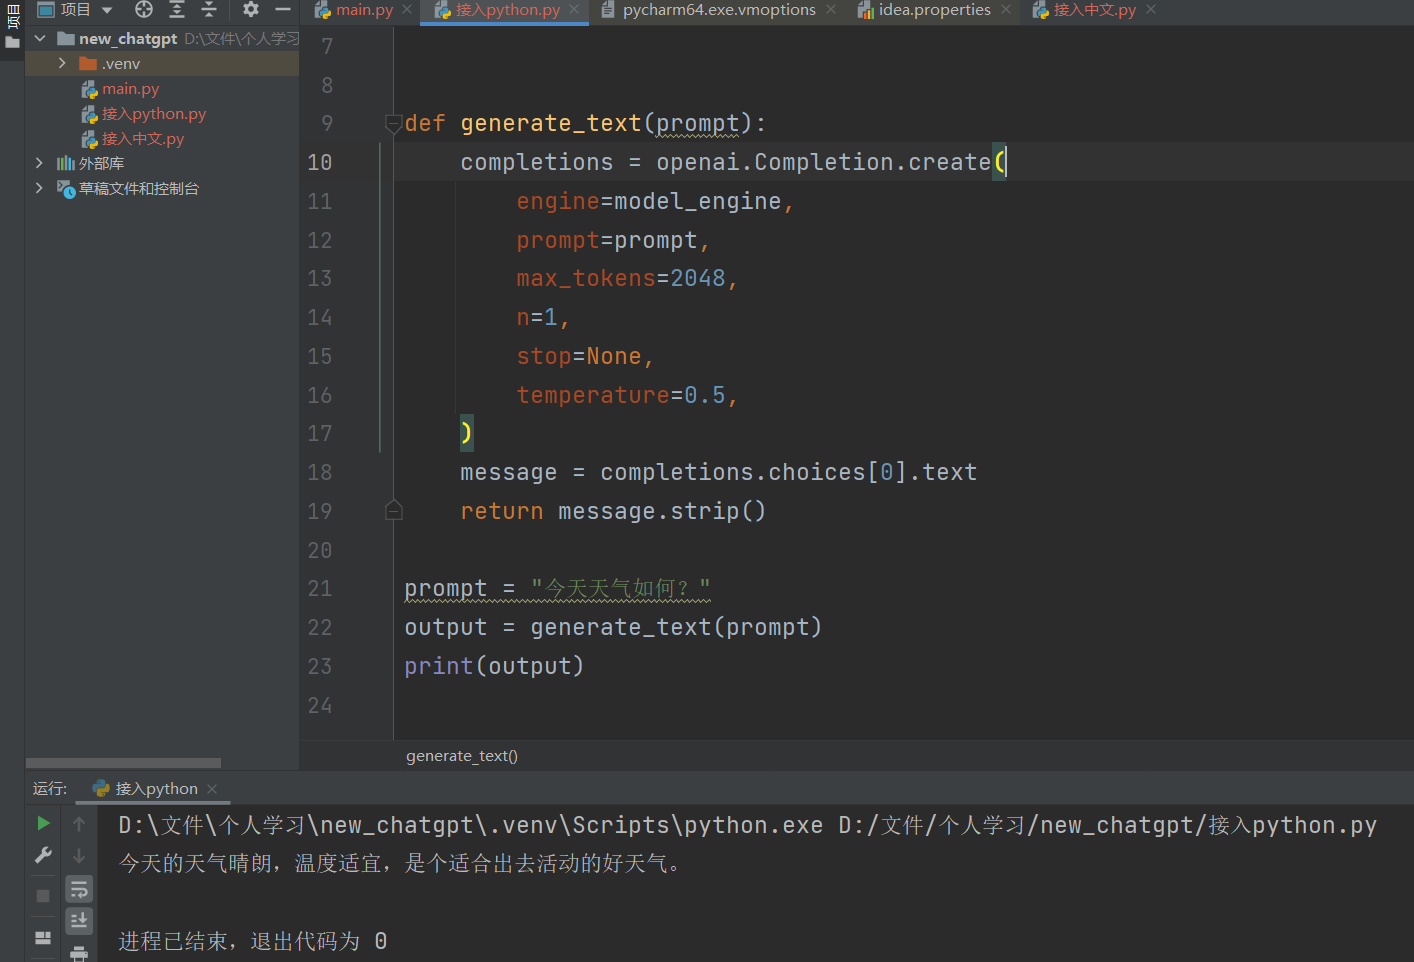 项目
项目
main.py
接入python.py
pycharm64.exe.vmoptions
idea.properties
接入中文.py
new_chatgpt D:\文件\个人学习
.venv
main.py
接入python.py
接入中文.py
外部库
草稿文件和控制台
7
8
9 def generate_text(prompt):
10 completions = openai.Completion.create(
11 engine=model_engine,
12 prompt=prompt,
13 max_tokens=2048,
14 n=1,
15 stop=None,
16 temperature=0.5,
17 )
18 message = completions.choices[0].text
19 return message.strip()
20
21 prompt = "今天天气如何？"
22 output = generate_text(prompt)
23 print(output)
24
generate_text()
运行: 接入python
D:\文件\个人学习\new_chatgpt\.venv\Scripts\python.exe D:/文件/个人学习/new_chatgpt/接入python.py
今天的天气晴朗，温度适宜，是个适合出去活动的好天气。
进程已结束，退出代码为 0